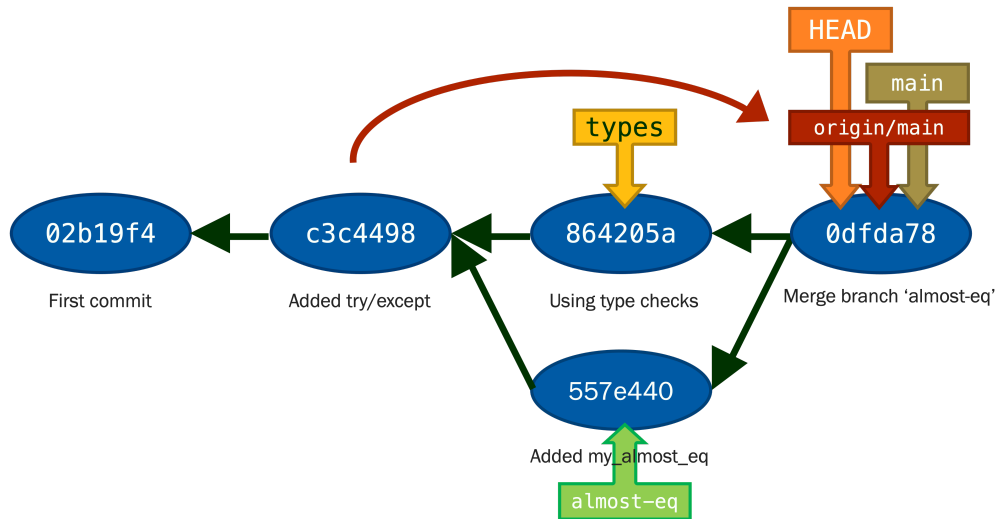 HEAD
main
types
origin/main
02b19f4
c3c4498
864205a
0dfda78
First commit
Added try/except
Using type checks
Merge branch ‘almost-eq’
557e440
Added my_almost_eq
almost-eq